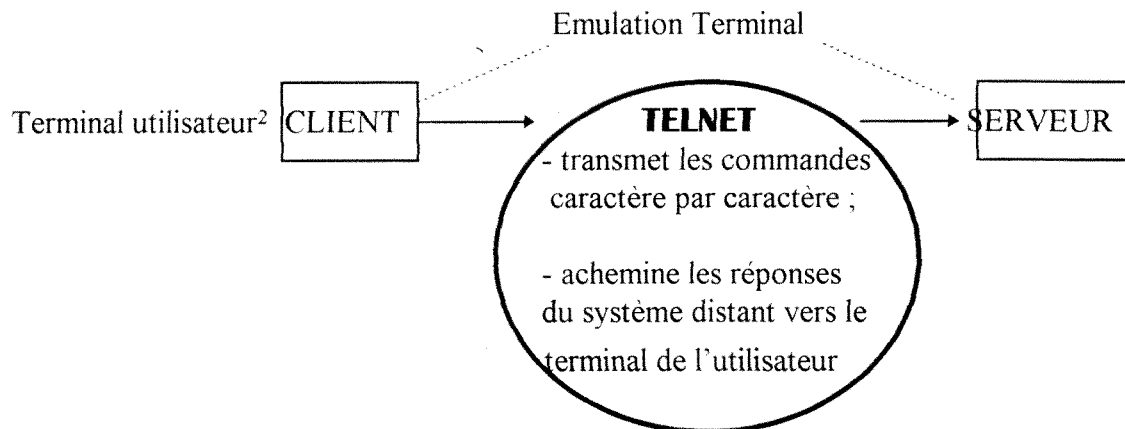 Emulation Terminal
Terminal utilisateur² CLIENT
TELNET
SERVEUR
- transmet les commandes
caractère par caractère ;
- achemine les réponses
du système distant vers le
terminal de l'utilisateur